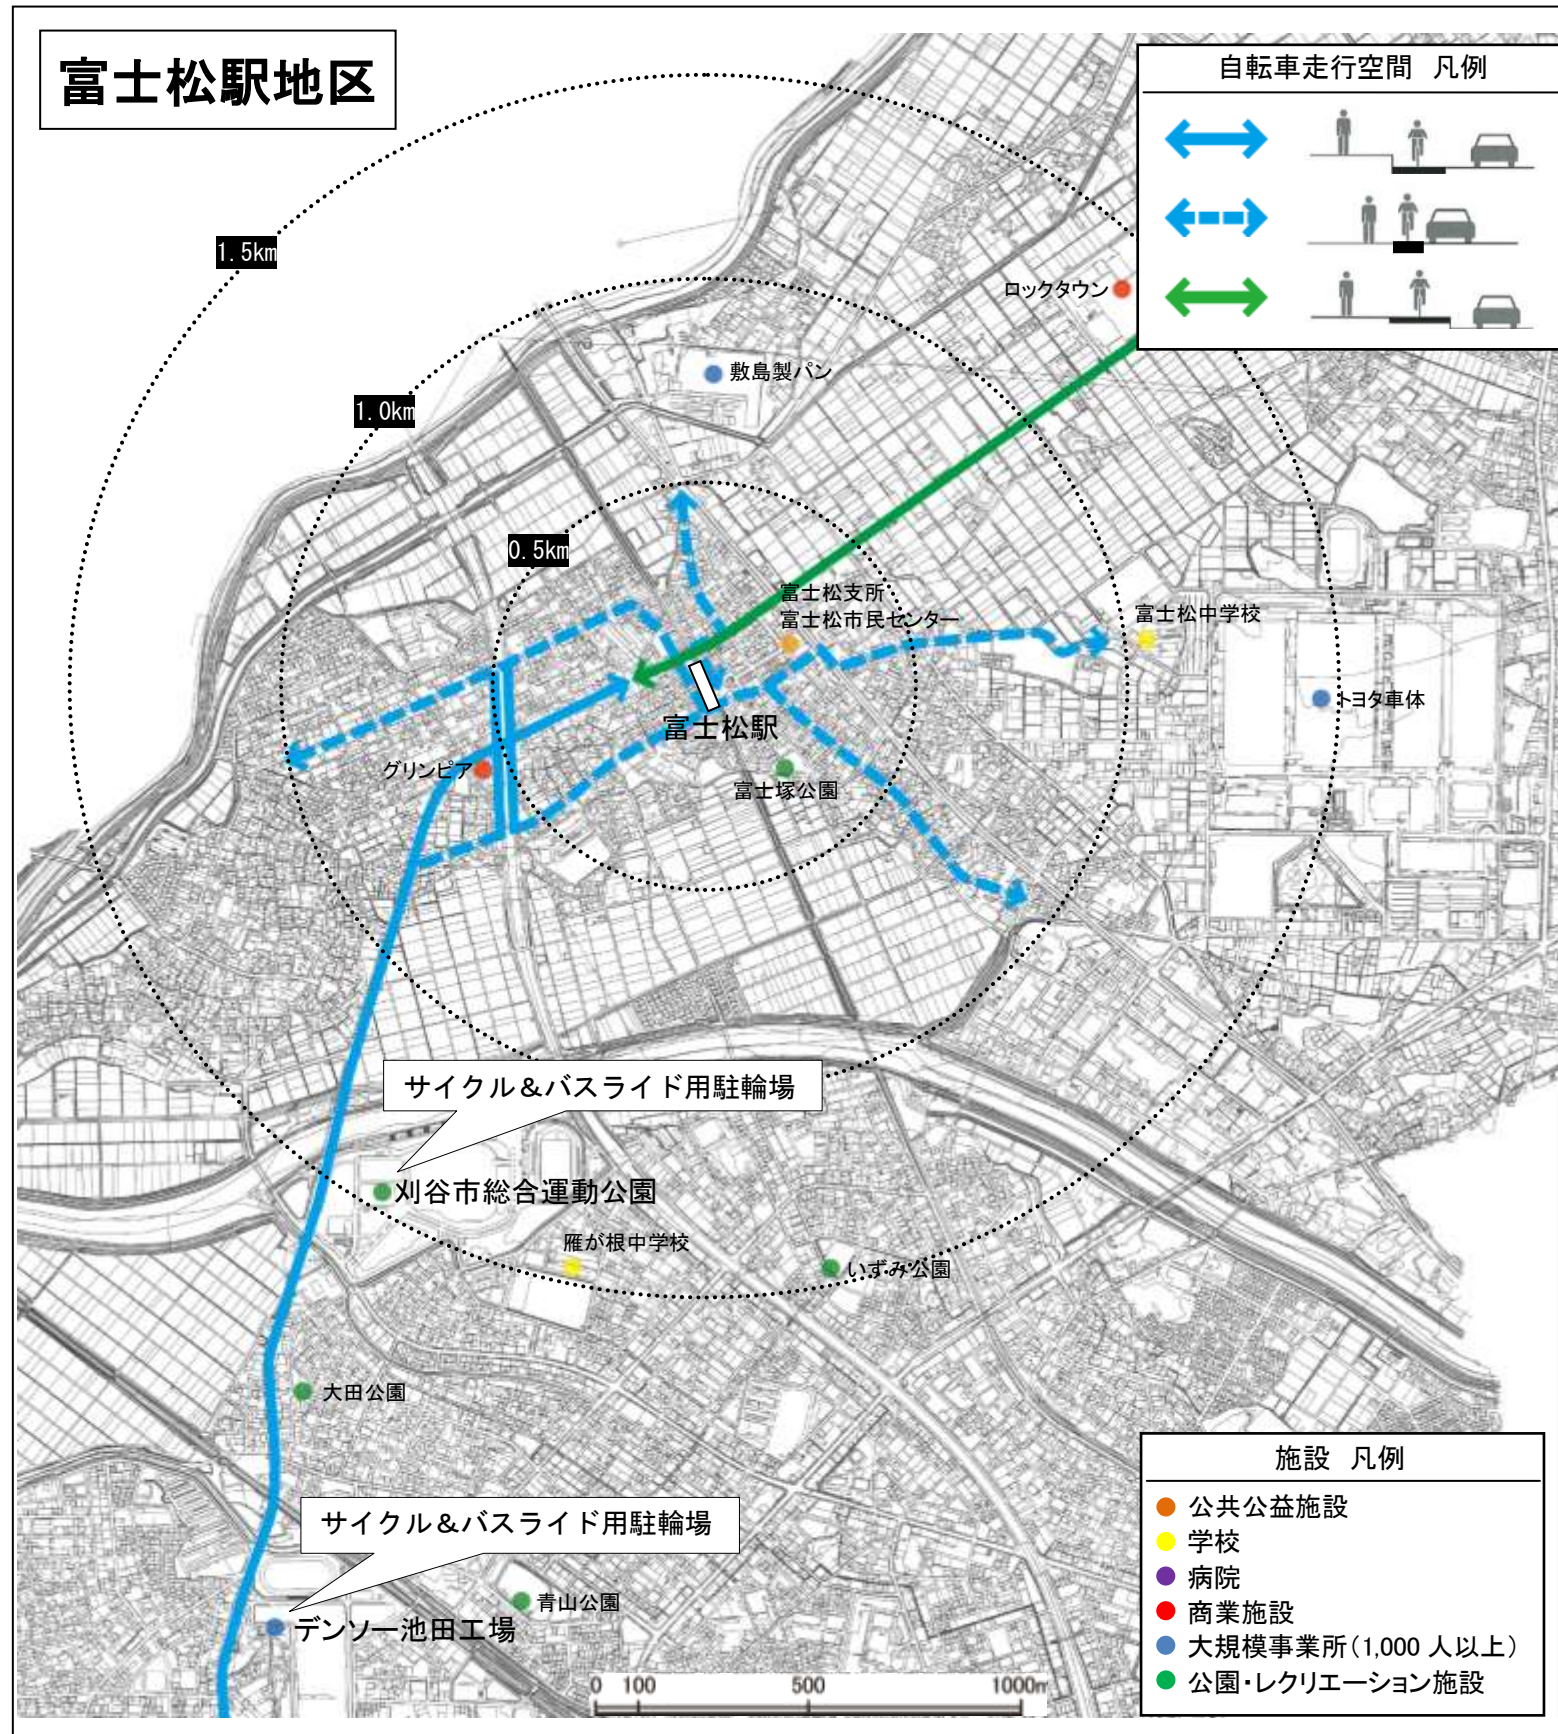 富士松駅地区
自転車走行空間 凡例
1.5km
ロックタウン
敷島製パン
1.0km
0.5km
富士松支所
富士松市民センター
富士松中学校
トヨタ車体
富士松駅
グリンピア
富士塚公園
サイクル&バスライド用駐輪場
刈谷市総合運動公園
雁が根中学校
いずみ公園
大田公園
サイクル&バスライド用駐輪場
青山公園
デンソー池田工場
施設 凡例
公共公益施設
学校
病院
商業施設
大規模事業所(1,000 人以上)
公園・レクリエーション施設
0 100 500 1000m